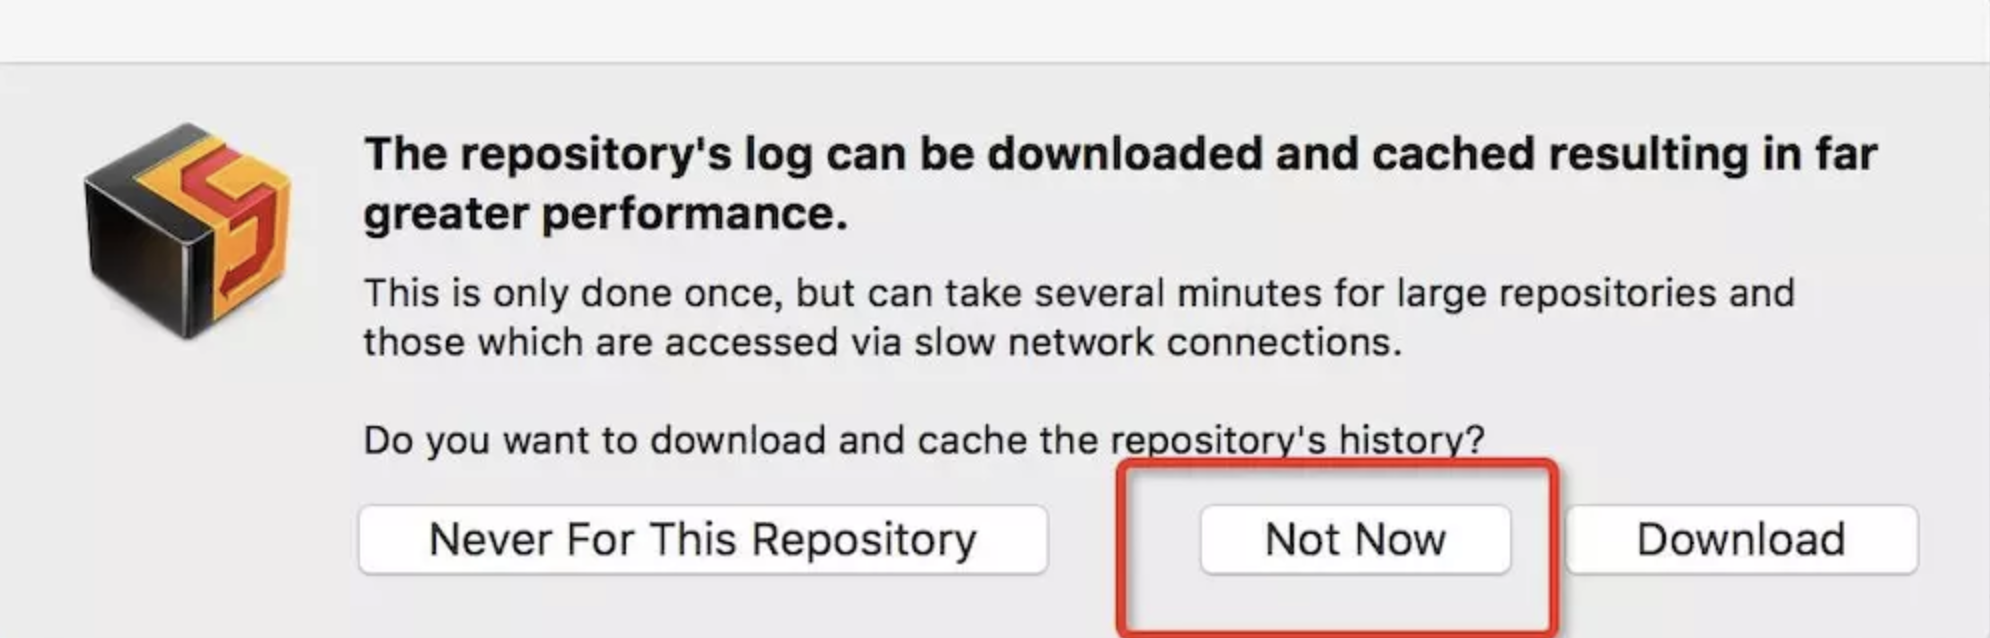 The repository's log can be downloaded and cached resulting in far
greater performance.
This is only done once, but can take several minutes for large repositories and
those which are accessed via slow network connections.
Do you want to download and cache the repository's history?
Never For This Repository
Not Now
Download